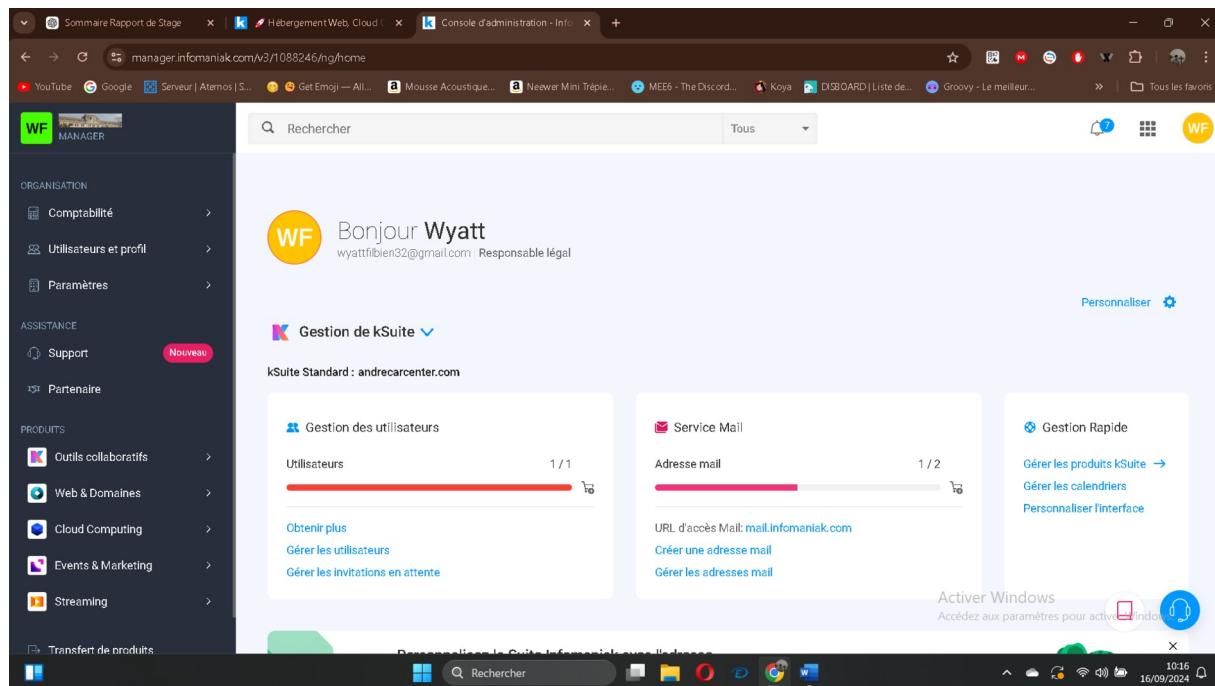 Sommaire Rapport de Stage
Hébergement Web, Cloud C
Console d'administration - Info
manager.infomaniak.com/v3/1088246/ng/home
YouTube Google Serveur | Aternos | S... Get Emoji — All... Mousse Acoustique... Neewer Mini Trépie... MEE6 - The Discord... Koya DISBOARD | Liste de... Groovy - Le meilleur... » Tous les favoris
WF MANAGER
Rechercher Tous
7
WF
ORGANISATION
Comptabilité
Utilisateurs et profil
Paramètres
ASSISTANCE
Support Nouveau
Partenaire
PRODUITS
Outils collaboratifs
Web & Domaines
Cloud Computing
Events & Marketing
Streaming
Transfert de produits
WF
Bonjour Wyatt
wyattfilbien32@gmail.com | Responsable légal
Personnaliser
Gestion de kSuite
kSuite Standard : andrecarcenter.com
Gestion des utilisateurs
Utilisateurs 1 / 1
Obtenir plus
Gérer les utilisateurs
Gérer les invitations en attente
Service Mail
Adresse mail 1 / 2
URL d'accès Mail: mail.infomaniak.com
Créer une adresse mail
Gérer les adresses mail
Gestion Rapide
Gérer les produits kSuite →
Gérer les calendriers
Personnaliser l'interface
Activer Windows
Accédez aux paramètres pour activer Windows
Personnalisez la Suite Infomaniak avec l'adresse
Rechercher
10:16
16/09/2024